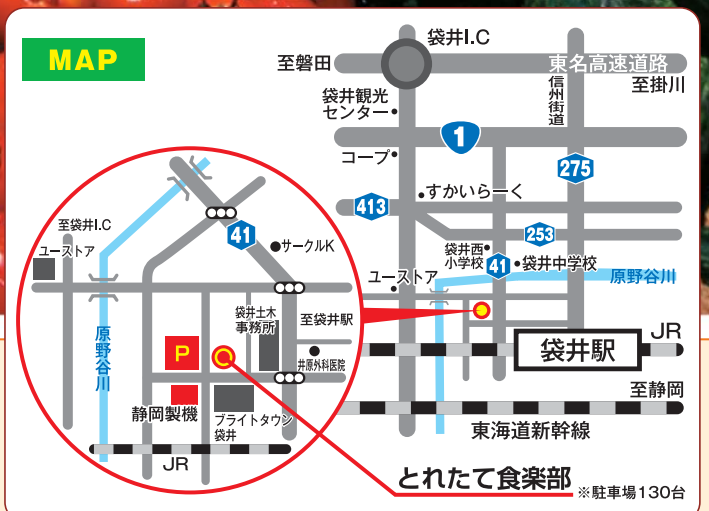 MAP
袋井I.C
至磐田
東名高速道路
至掛川
信州街道
袋井観光
センター
1
コープ
275
すかいらーく
413
253
袋井西
小学校
41
袋井中学校
原野谷川
ユーストア
JR
袋井駅
至静岡
東海道新幹線
至袋井I.C
ユーストア
41
サークルK
袋井土木
事務所
至袋井駅
井原外科医院
原野谷川
P
静岡製機
ブライトタウン
袋井
JR
とれたて食楽部
※駐車場130台